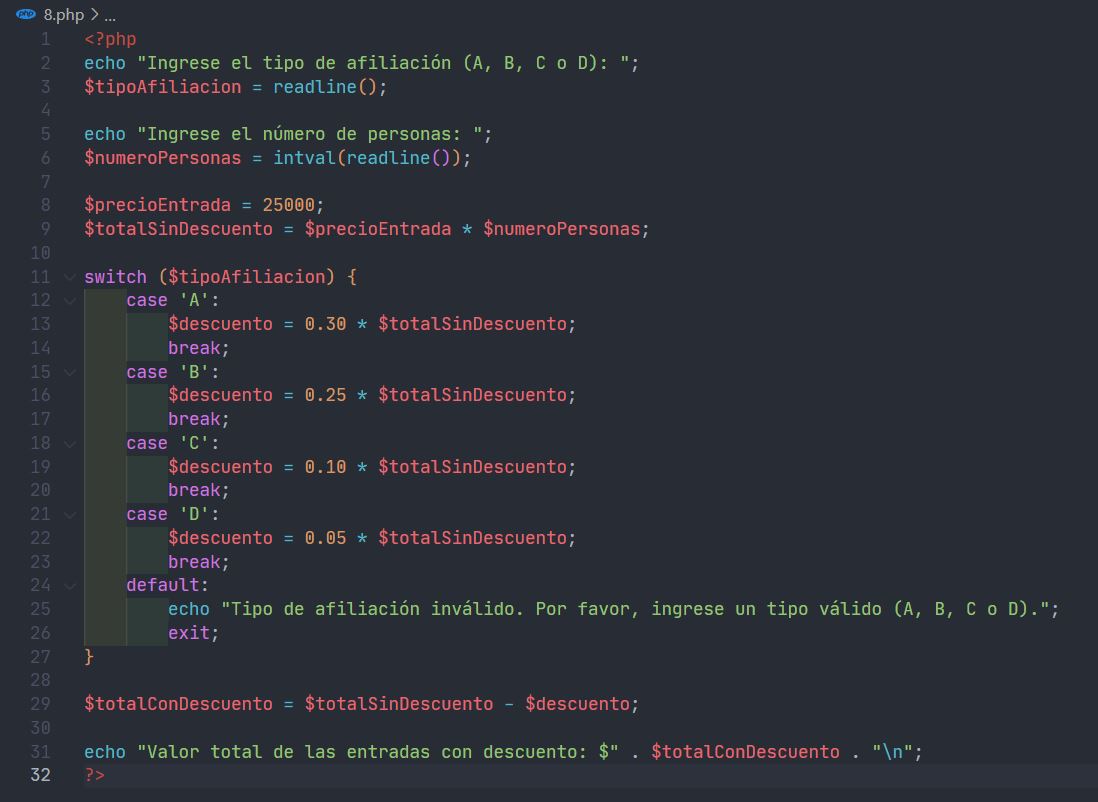 php 8.php > ...
1 <?php
2 echo "Ingrese el tipo de afiliación (A, B, C o D): ";
3 $tipoAfiliacion = readline();
4
5 echo "Ingrese el número de personas: ";
6 $numeroPersonas = intval(readline());
7
8 $precioEntrada = 25000;
9 $totalSinDescuento = $precioEntrada * $numeroPersonas;
10
11 switch ($tipoAfiliacion) {
12     case 'A':
13         $descuento = 0.30 * $totalSinDescuento;
14         break;
15     case 'B':
16         $descuento = 0.25 * $totalSinDescuento;
17         break;
18     case 'C':
19         $descuento = 0.10 * $totalSinDescuento;
20         break;
21     case 'D':
22         $descuento = 0.05 * $totalSinDescuento;
23         break;
24     default:
25         echo "Tipo de afiliación inválido. Por favor, ingrese un tipo válido (A, B, C o D).";
26         exit;
27 }
28
29 $totalConDescuento = $totalSinDescuento - $descuento;
30
31 echo "Valor total de las entradas con descuento: $" . $totalConDescuento . "\n";
32 ?>